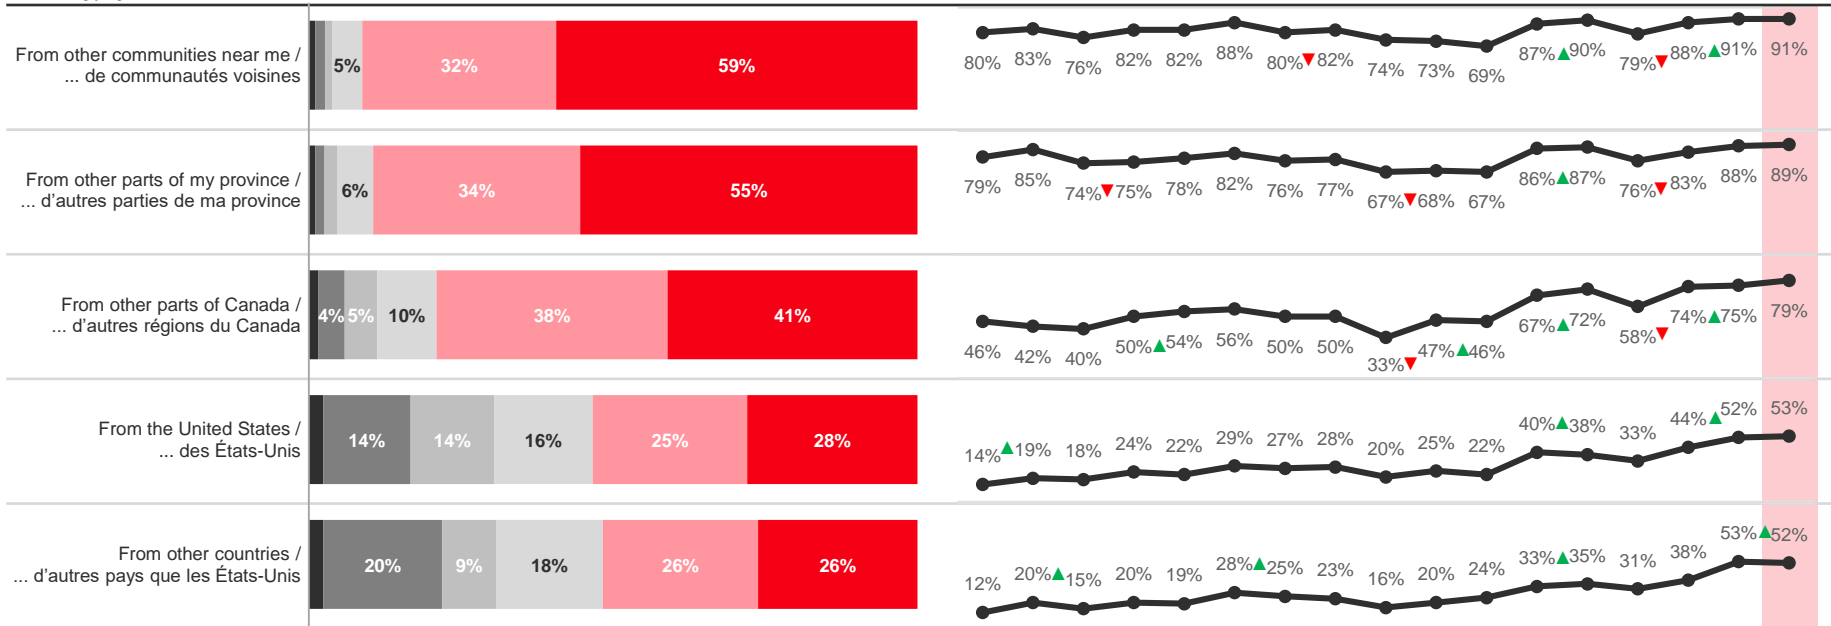 From other communities near me /
... de communautés voisines
5% 32% 59%
80% 83% 76% 82% 82% 88% 80% 82% 74% 73% 69% 87% 90% 79% 88% 91% 91%
From other parts of my province /
... d'autres parties de ma province
6% 34% 55%
79% 85% 74% 75% 78% 82% 76% 77% 67% 68% 67% 86% 87% 76% 83% 88% 89%
From other parts of Canada /
... d'autres régions du Canada
4% 5% 10% 38% 41%
46% 42% 40% 50% 54% 56% 50% 50% 33% 47% 46% 67% 72% 58% 74% 75% 79%
From the United States /
... des États-Unis
14% 14% 16% 25% 28%
14% 19% 18% 24% 22% 29% 27% 28% 20% 25% 22% 40% 38% 33% 44% 52% 53%
From other countries /
... d'autres pays que les États-Unis
20% 9% 18% 26% 26%
12% 20% 15% 20% 19% 28% 25% 23% 16% 20% 24% 33% 35% 31% 38% 53% 52%